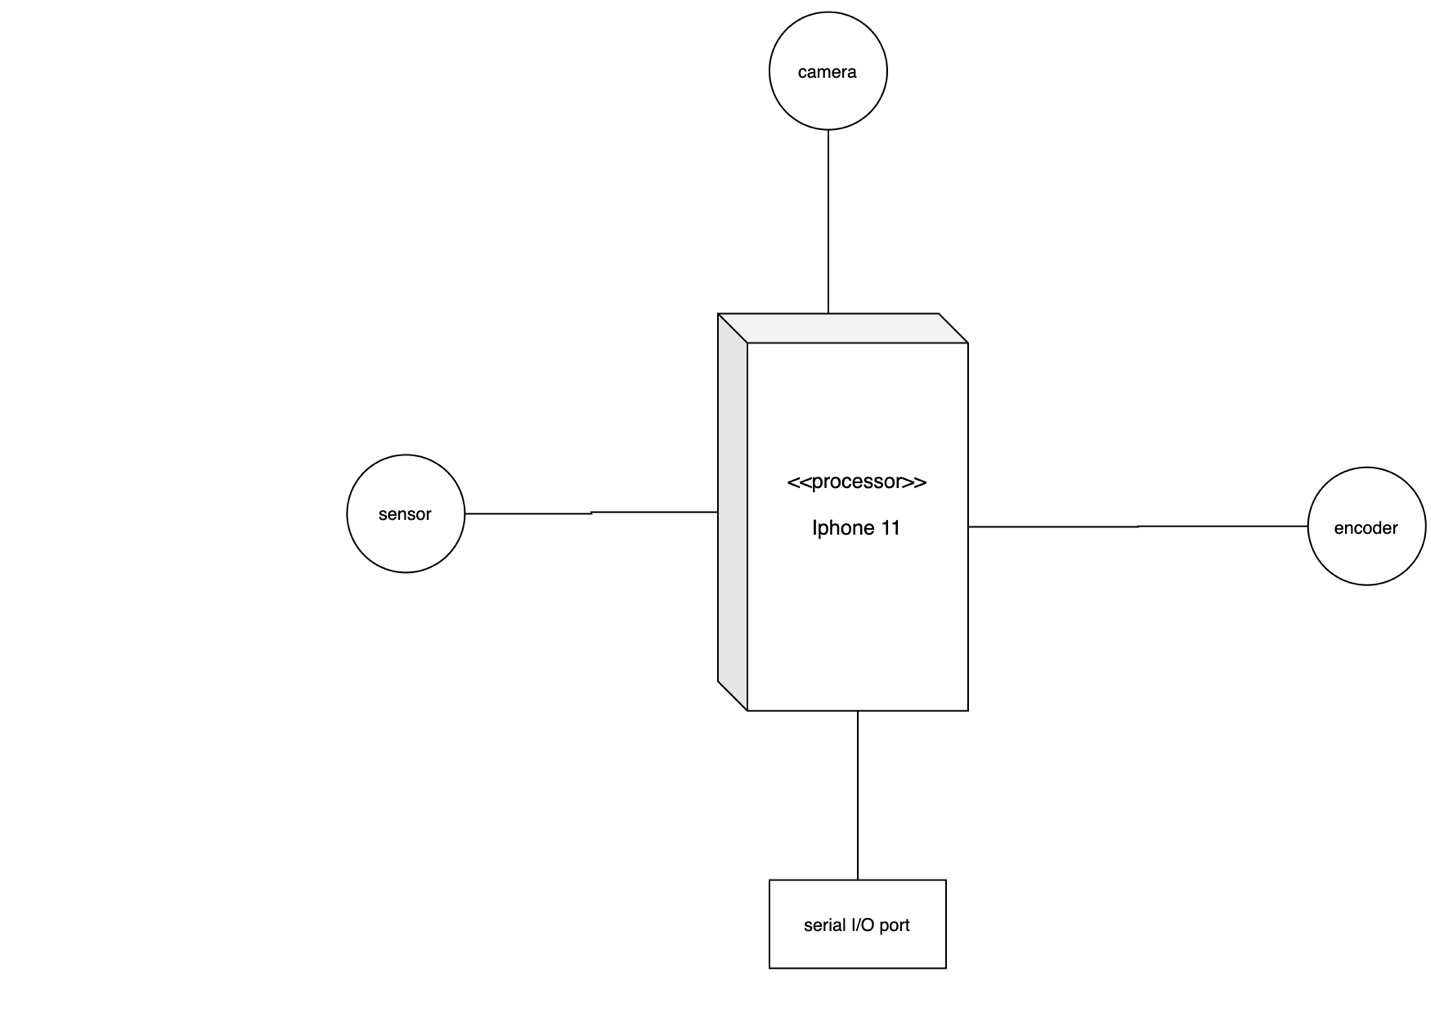 camera
<<processor>>
Iphone 11
sensor
encoder
serial I/O port